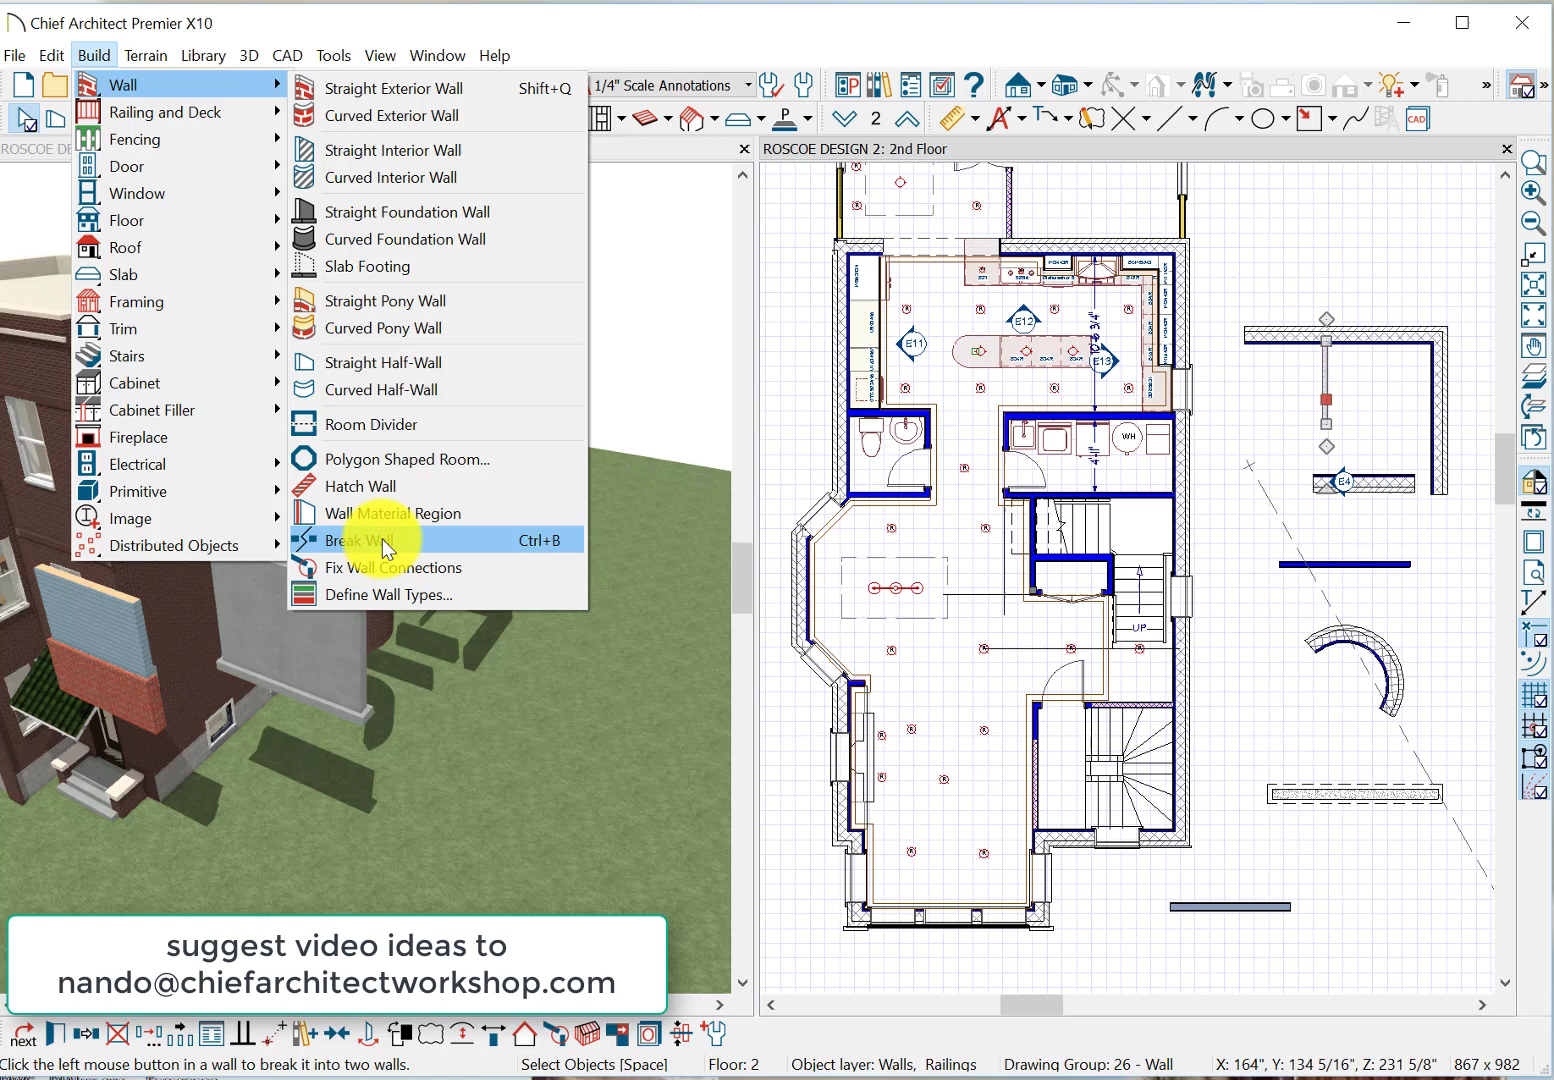 Chief Architect Premier X10
File Edit Build Terrain Library 3D CAD Tools View Window Help
1/4" Scale Annotations
2
CAD
ROSCOE DE
ROSCOE DESIGN 2: 2nd Floor
Wall
Railing and Deck
Fencing
Door
Window
Floor
Roof
Slab
Framing
Trim
Stairs
Cabinet
Cabinet Filler
Fireplace
Electrical
Primitive
Image
Distributed Objects
Straight Exterior Wall Shift+Q
Curved Exterior Wall
Straight Interior Wall
Curved Interior Wall
Straight Foundation Wall
Curved Foundation Wall
Slab Footing
Straight Pony Wall
Curved Pony Wall
Straight Half-Wall
Curved Half-Wall
Room Divider
Polygon Shaped Room...
Hatch Wall
Wall Material Region
Break Wall Ctrl+B
Fix Wall Connections
Define Wall Types...
E12
E11
E13
WH
4'-11"
E4
UP
suggest video ideas to
nando@chiefarchitectworkshop.com
next
Click the left mouse button in a wall to break it into two walls.
Select Objects [Space]
Floor: 2
Object layer: Walls, Railings
Drawing Group: 26 - Wall
X: 164", Y: 134 5/16", Z: 231 5/8"
867 x 982